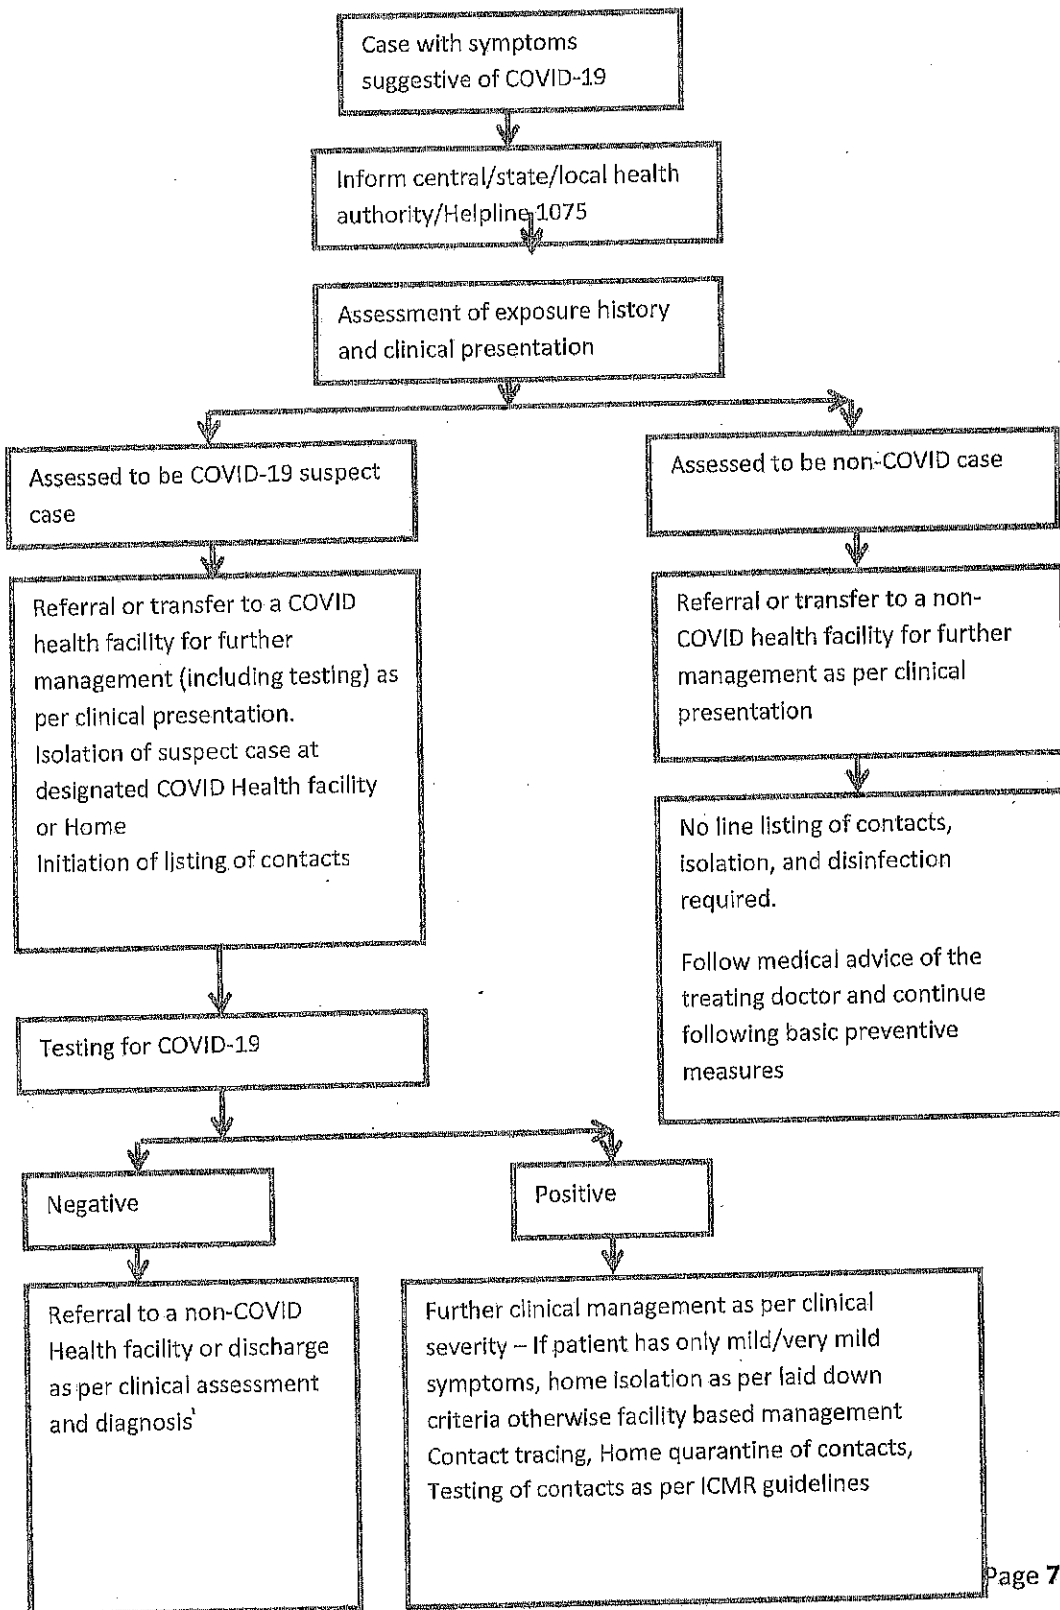 Case with symptoms
suggestive of COVID-19
Inform central/state/local health
authority/Helpline 1075
Assessment of exposure history
and clinical presentation
Assessed to be COVID-19 suspect
case
Assessed to be non-COVID case
Referral or transfer to a COVID
health facility for further
management (including testing) as
per clinical presentation.
Isolation of suspect case at
designated COVID Health facility
or Home
Initiation of listing of contacts
Referral or transfer to a non-
COVID health facility for further
management as per clinical
presentation
No line listing of contacts,
isolation, and disinfection
required.
Follow medical advice of the
treating doctor and continue
following basic preventive
measures
Testing for COVID-19
Negative
Positive
Referral to a non-COVID
Health facility or discharge
as per clinical assessment
and diagnosis
Further clinical management as per clinical
severity – If patient has only mild/very mild
symptoms, home isolation as per laid down
criteria otherwise facility based management
Contact tracing, Home quarantine of contacts,
Testing of contacts as per ICMR guidelines
Page 7